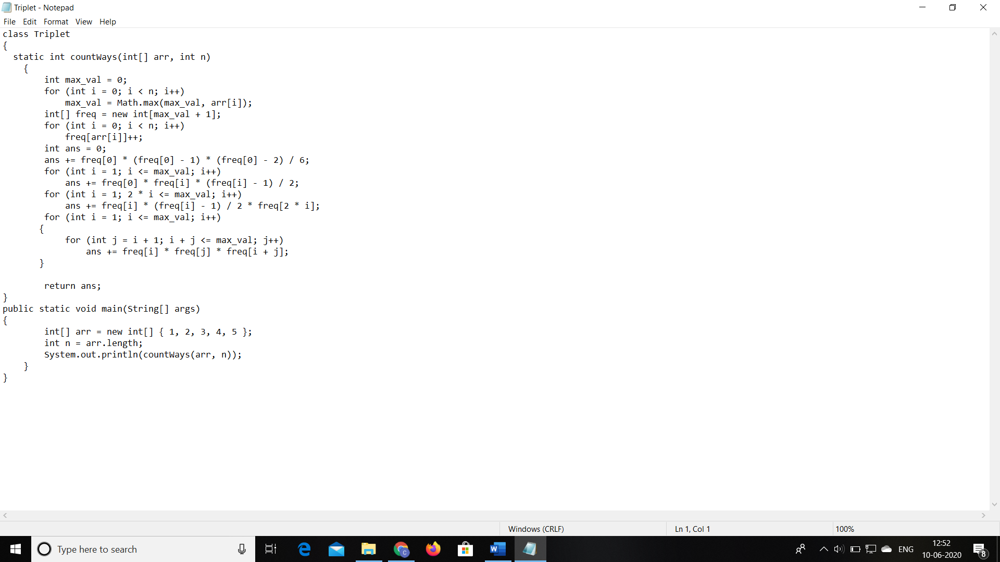 Triplet - Notepad
File Edit Format View Help
class Triplet
{
  static int countWays(int[] arr, int n)
    {
        int max_val = 0;
        for (int i = 0; i < n; i++)
            max_val = Math.max(max_val, arr[i]);
        int[] freq = new int[max_val + 1];
        for (int i = 0; i < n; i++)
            freq[arr[i]]++;
        int ans = 0;
        ans += freq[0] * (freq[0] - 1) * (freq[0] - 2) / 6;
        for (int i = 1; i <= max_val; i++)
            ans += freq[0] * freq[i] * (freq[i] - 1) / 2;
        for (int i = 1; 2 * i <= max_val; i++)
            ans += freq[i] * (freq[i] - 1) / 2 * freq[2 * i];
        for (int i = 1; i <= max_val; i++)
       {
            for (int j = i + 1; i + j <= max_val; j++)
                ans += freq[i] * freq[j] * freq[i + j];
       }
        return ans;
}
public static void main(String[] args)
{
        int[] arr = new int[] { 1, 2, 3, 4, 5 };
        int n = arr.length;
        System.out.println(countWays(arr, n));
    }
}
Windows (CRLF) Ln 1, Col 1 100%
Type here to search
C
W
ENG
12:52
10-06-2020
8